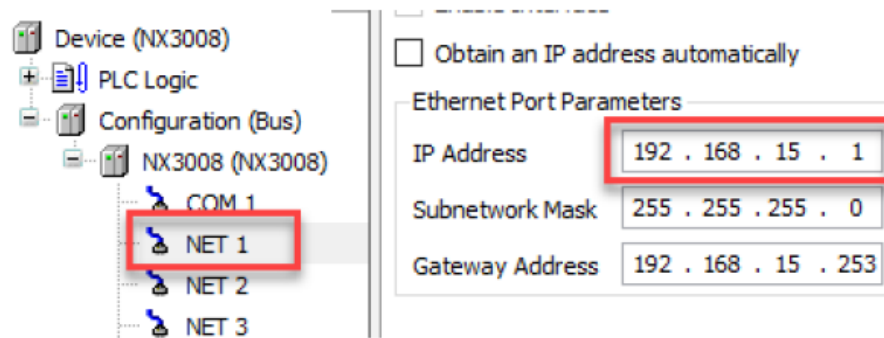 Device (NX3008)
PLC Logic
Configuration (Bus)
NX3008 (NX3008)
COM 1
NET 1
NET 2
NET 3
Obtain an IP address automatically
Ethernet Port Parameters
IP Address 192 . 168 . 15 . 1
Subnetwork Mask 255 . 255 . 255 . 0
Gateway Address 192 . 168 . 15 . 253